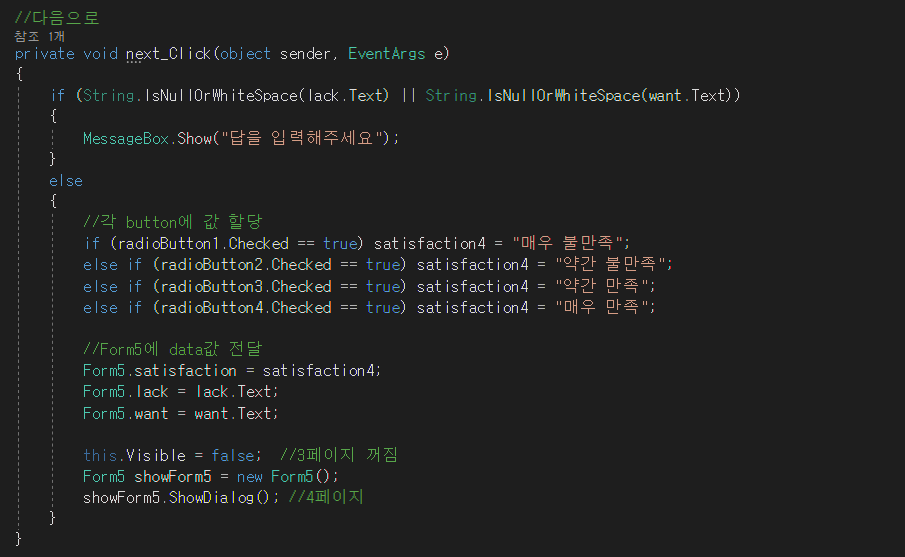 //다음으로
참조 1개
private void next_Click(object sender, EventArgs e)
{
if (String.IsNullOrWhiteSpace(lack.Text) || String.IsNullOrWhiteSpace(want.Text))
{
MessageBox.Show("답을 입력해주세요");
}
else
{
//각 button에 값 할당
if (radioButton1.Checked == true) satisfaction4 = "매우 불만족";
else if (radioButton2.Checked == true) satisfaction4 = "약간 불만족";
else if (radioButton3.Checked == true) satisfaction4 = "약간 만족";
else if (radioButton4.Checked == true) satisfaction4 = "매우 만족";
//Form5에 data값 전달
Form5.satisfaction = satisfaction4;
Form5.lack = lack.Text;
Form5.want = want.Text;
this.Visible = false; //3페이지 꺼짐
Form5 showForm5 = new Form5();
showForm5.ShowDialog(); //4페이지
}
}